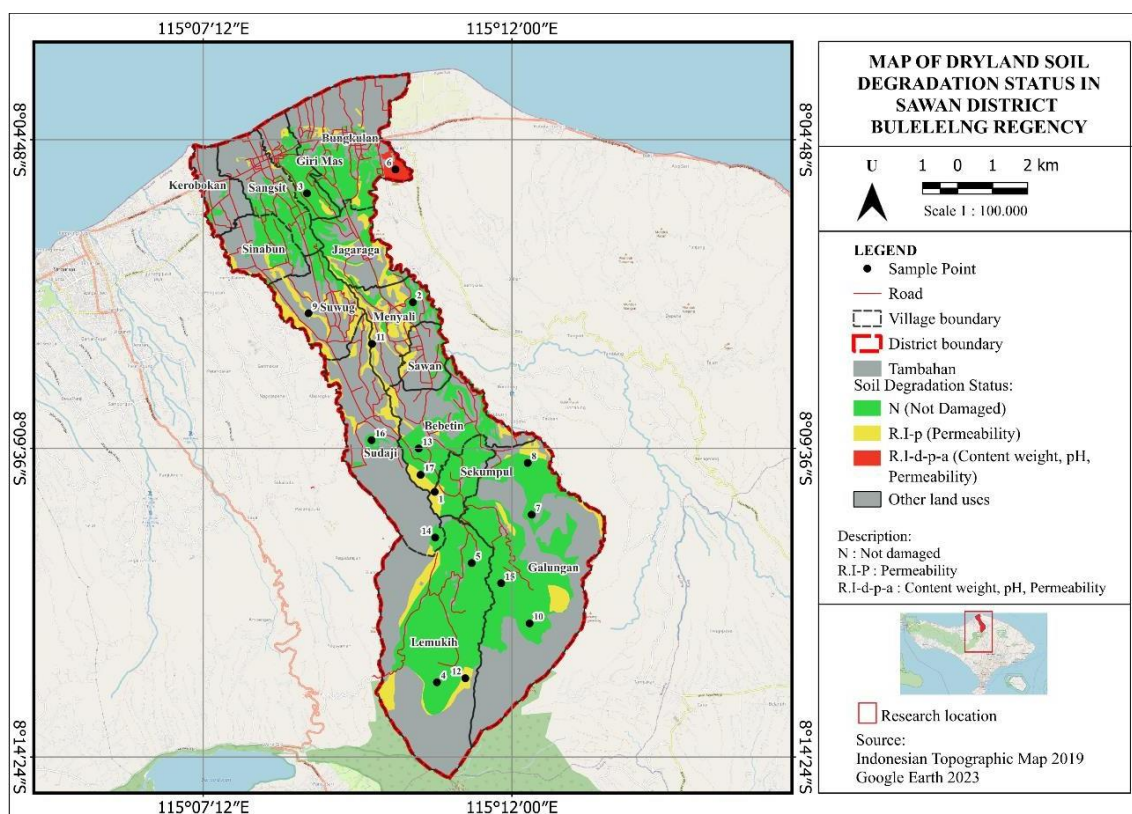 115°07′12″E
115°12′00″E
8°04′48″S
8°04′48″S
8°09′36″S
8°09′36″S
8°14′24″S
8°14′24″S
Bungkulan
Giri Mas
6
Kerobokan
Sangsit
3
Sinabun
Jagaraga
2
9
Suwug
Menyali
11
Sawan
Bebetin
16
13
Sudaji
Sekumpul
8
17
1
7
14
5
Galungan
15
10
Lemukih
12
4
115°07′12″E
115°12′00″E
MAP OF DRYLAND SOIL
DEGRADATION STATUS IN
SAWAN DISTRICT
BULELELNG REGENCY
U
1 0 1 2 km
Scale 1 : 100.000
LEGEND
Sample Point
Road
Village boundary
District boundary
Tambahan
Soil Degradation Status:
N (Not Damaged)
R.I-p (Permeability)
R.I-d-p-a (Content weight, pH,
Permeability)
Other land uses
Description:
N : Not damaged
R.I-P : Permeability
R.I-d-p-a : Content weight, pH, Permeability
Research location
Source:
Indonesian Topographic Map 2019
Google Earth 2023